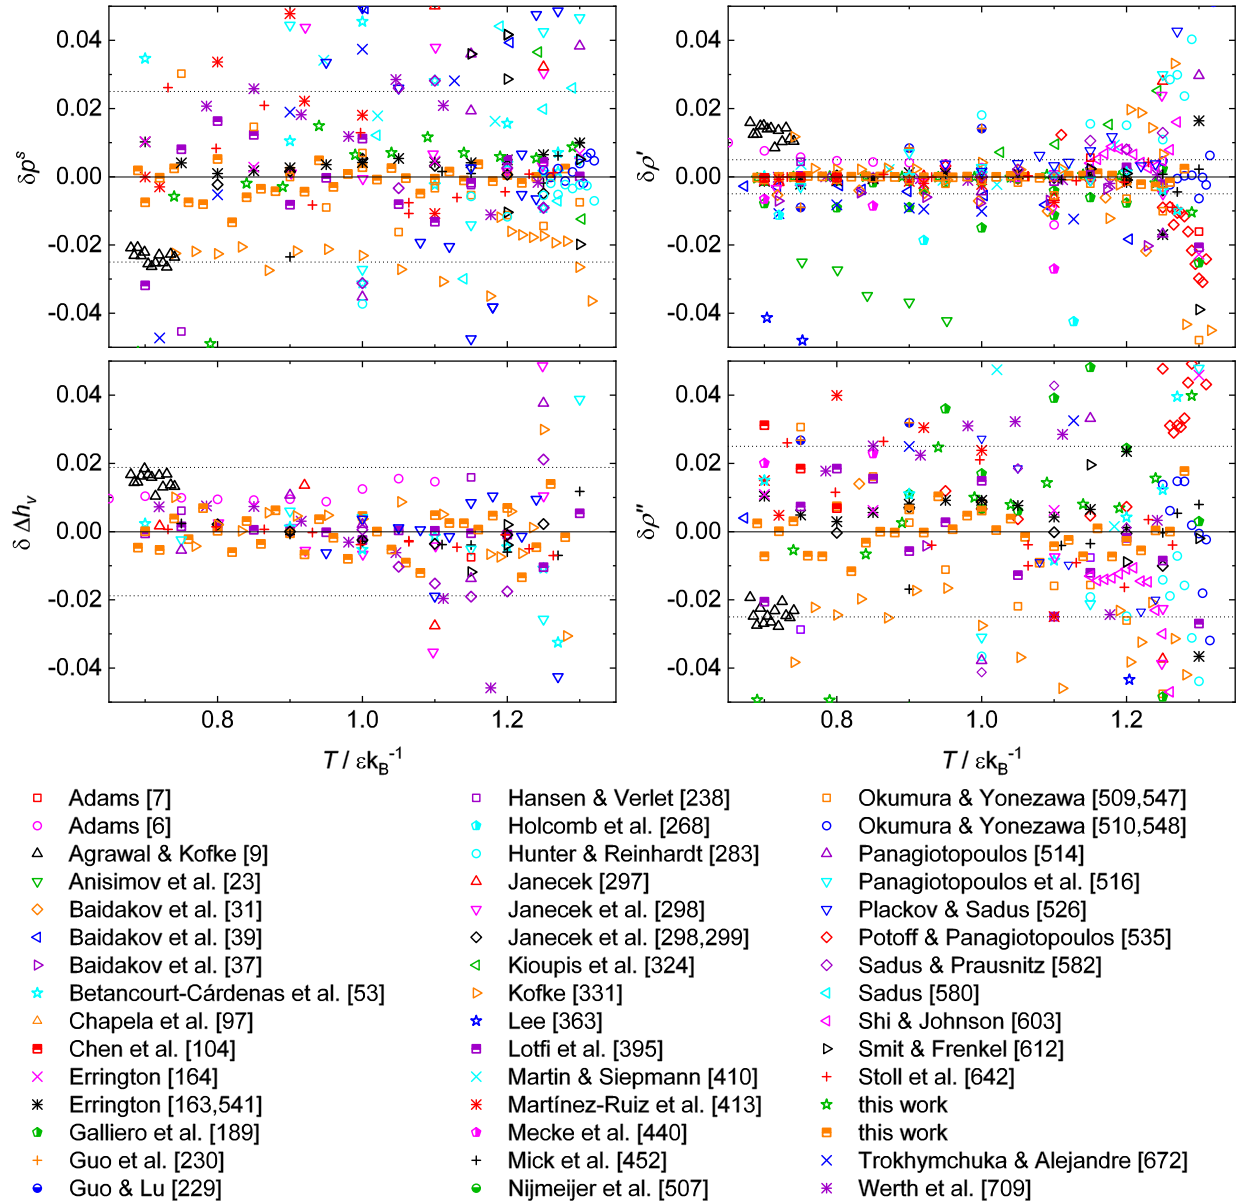 0.04
0.02
0.00
-0.02
-0.04
δp^s
0.04
0.02
0.00
-0.02
-0.04
δρ'
0.04
0.02
0.00
-0.02
-0.04
δ Δh_v
0.8
1.0
1.2
T / εk_B^-1
0.04
0.02
0.00
-0.02
-0.04
δρ''
0.8
1.0
1.2
T / εk_B^-1
Adams [7]
Adams [6]
Agrawal & Kofke [9]
Anisimov et al. [23]
Baidakov et al. [31]
Baidakov et al. [39]
Baidakov et al. [37]
Betancourt-Cárdenas et al. [53]
Chapela et al. [97]
Chen et al. [104]
Errington [164]
Errington [163,541]
Galliero et al. [189]
Guo et al. [230]
Guo & Lu [229]
Hansen & Verlet [238]
Holcomb et al. [268]
Hunter & Reinhardt [283]
Janecek [297]
Janecek et al. [298]
Janecek et al. [298,299]
Kioupis et al. [324]
Kofke [331]
Lee [363]
Lotfi et al. [395]
Martin & Siepmann [410]
Martínez-Ruiz et al. [413]
Mecke et al. [440]
Mick et al. [452]
Nijmeijer et al. [507]
Okumura & Yonezawa [509,547]
Okumura & Yonezawa [510,548]
Panagiotopoulos [514]
Panagiotopoulos et al. [516]
Plackov & Sadus [526]
Potoff & Panagiotopoulos [535]
Sadus & Prausnitz [582]
Sadus [580]
Shi & Johnson [603]
Smit & Frenkel [612]
Stoll et al. [642]
this work
this work
Trokhymchuka & Alejandre [672]
Werth et al. [709]